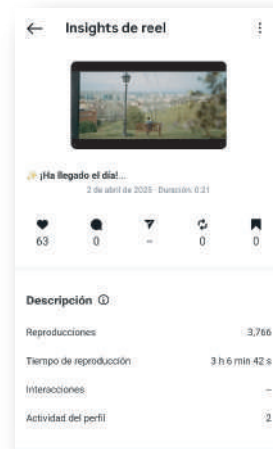 Insights de reel
✨ ¡Ha llegado el día!...
2 de abril de 2025 · Duración: 0:21
63 0 -- 0 0
Descripción
Reproducciones 3,766
Tiempo de reproducción 3 h 6 min 42 s
Interacciones --
Actividad del perfil 2